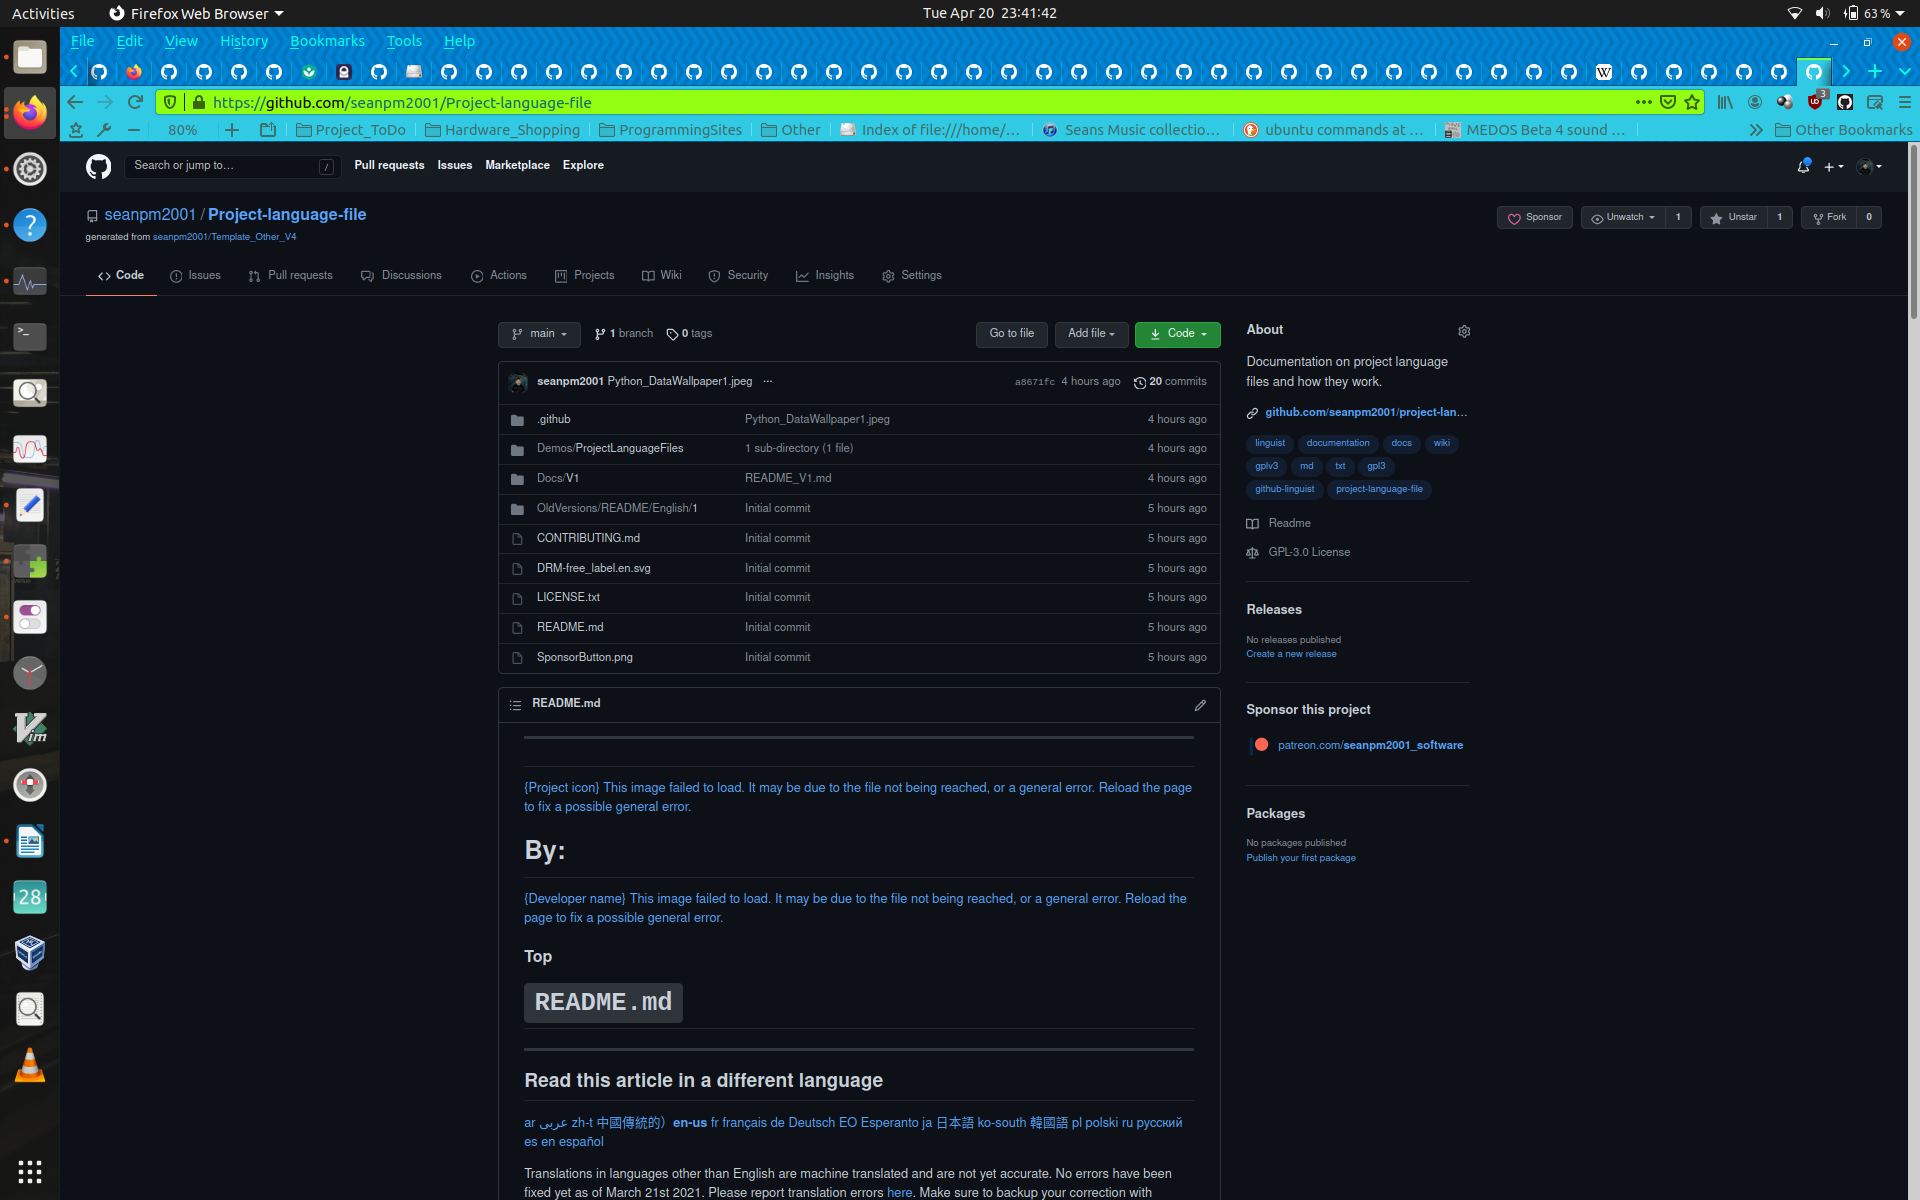 Activities
Firefox Web Browser
Tue Apr 20 23:41:42
63 %
File Edit View History Bookmarks Tools Help
W
https://github.com/seanpm2001/Project-language-file
3
80%
Project_ToDo
Hardware_Shopping
ProgrammingSites
Other
Index of file:///home/...
Seans Music collectio...
ubuntu commands at ...
MEDOS Beta 4 sound ...
Other Bookmarks
Search or jump to... /
Pull requests Issues Marketplace Explore
seanpm2001 / Project-language-file
generated from seanpm2001/Template_Other_V4
Sponsor
Unwatch 1
Unstar 1
Fork 0
Code
Issues
Pull requests
Discussions
Actions
Projects
Wiki
Security
Insights
Settings
main
1 branch
0 tags
Go to file
Add file
Code
seanpm2001 Python_DataWallpaper1.jpeg ... a8671fc 4 hours ago 20 commits
.github Python_DataWallpaper1.jpeg 4 hours ago
Demos/ProjectLanguageFiles 1 sub-directory (1 file) 4 hours ago
Docs/V1 README_V1.md 4 hours ago
OldVersions/README/English/1 Initial commit 5 hours ago
CONTRIBUTING.md Initial commit 5 hours ago
DRM-free_label.en.svg Initial commit 5 hours ago
LICENSE.txt Initial commit 5 hours ago
README.md Initial commit 5 hours ago
SponsorButton.png Initial commit 5 hours ago
README.md
{Project icon} This image failed to load. It may be due to the file not being reached, or a general error. Reload the page
to fix a possible general error.
By:
{Developer name} This image failed to load. It may be due to the file not being reached, or a general error. Reload the
page to fix a possible general error.
Top
README.md
Read this article in a different language
ar عربى zh-t 中國傳統的） en-us fr français de Deutsch EO Esperanto ja 日本語 ko-south 韓國語 pl polski ru русский
es en español
Translations in languages other than English are machine translated and are not yet accurate. No errors have been
fixed yet as of March 21st 2021. Please report translation errors here. Make sure to backup your correction with
About
Documentation on project language
files and how they work.
github.com/seanpm2001/project-lan...
linguist documentation docs wiki
gplv3 md txt gpl3
github-linguist project-language-file
Readme
GPL-3.0 License
Releases
No releases published
Create a new release
Sponsor this project
patreon.com/seanpm2001_software
Packages
No packages published
Publish your first package
28